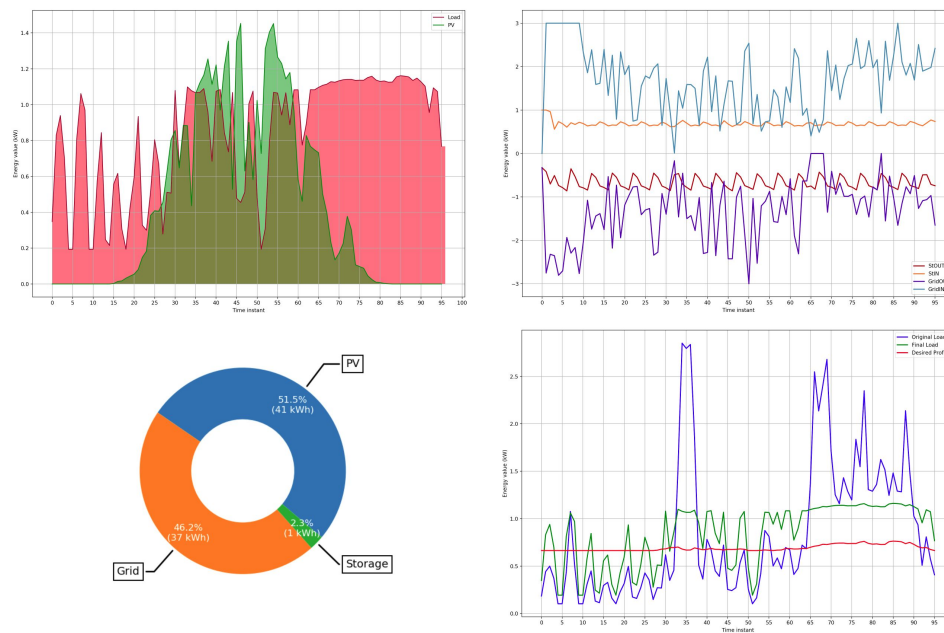 Load
PV
1.4
1.2
1.0
0.8
0.6
0.4
0.2
0.0
Energy value (kW)
0 5 10 15 20 25 30 35 40 45 50 55 60 65 70 75 80 85 90 95 100
Time instant
3
2
1
0
−1
−2
−3
Energy value (kW)
StOUT
StIN
GridOU
GridIN
0 5 10 15 20 25 30 35 40 45 50 55 60 65 70 75 80 85 90 95
Time instant
PV
51.5%
(41 kWh)
46.2%
(37 kWh)
2.3%
(1 kWh)
Grid
Storage
Original Load
Final Load
Desired Prof
2.5
2.0
1.5
1.0
0.5
0.0
Energy value (kW)
0 5 10 15 20 25 30 35 40 45 50 55 60 65 70 75 80 85 90 95
Time instant